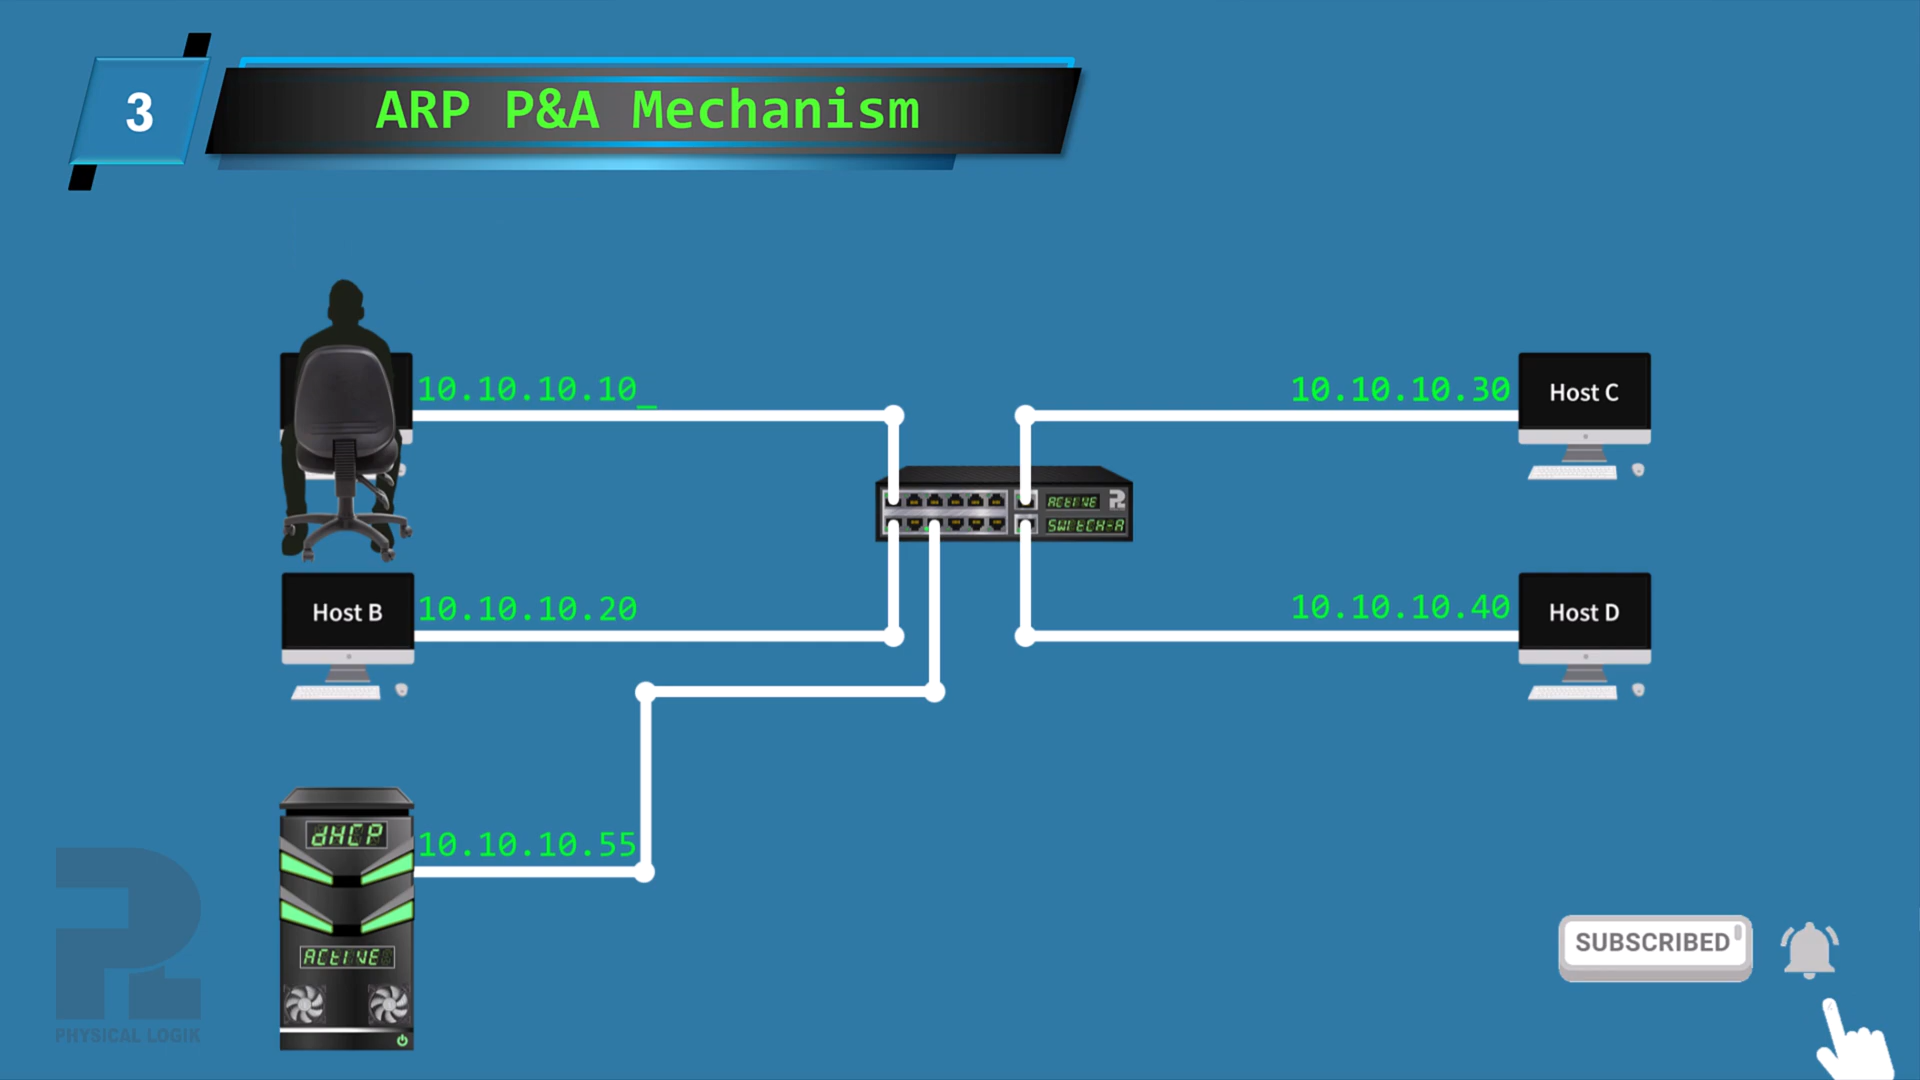 3
ARP P&A Mechanism
10.10.10.10_
10.10.10.30
Host C
ACTIVE
SWITCH-A
Host B
10.10.10.20
10.10.10.40
Host D
dHCP
10.10.10.55
ACTIVE
SUBSCRIBED
PHYSICAL LOGIK